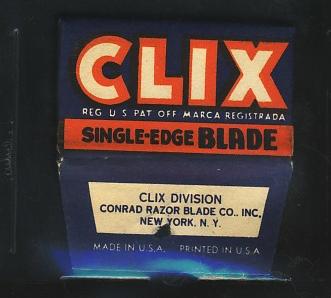 CLIX
REG U S PAT OFF MARCA REGISTRADA
SINGLE-EDGE BLADE
CLIX DIVISION
CONRAD RAZOR BLADE CO., INC.
NEW YORK, N. Y.
MADE IN U.S.A. PRINTED IN U.S.A